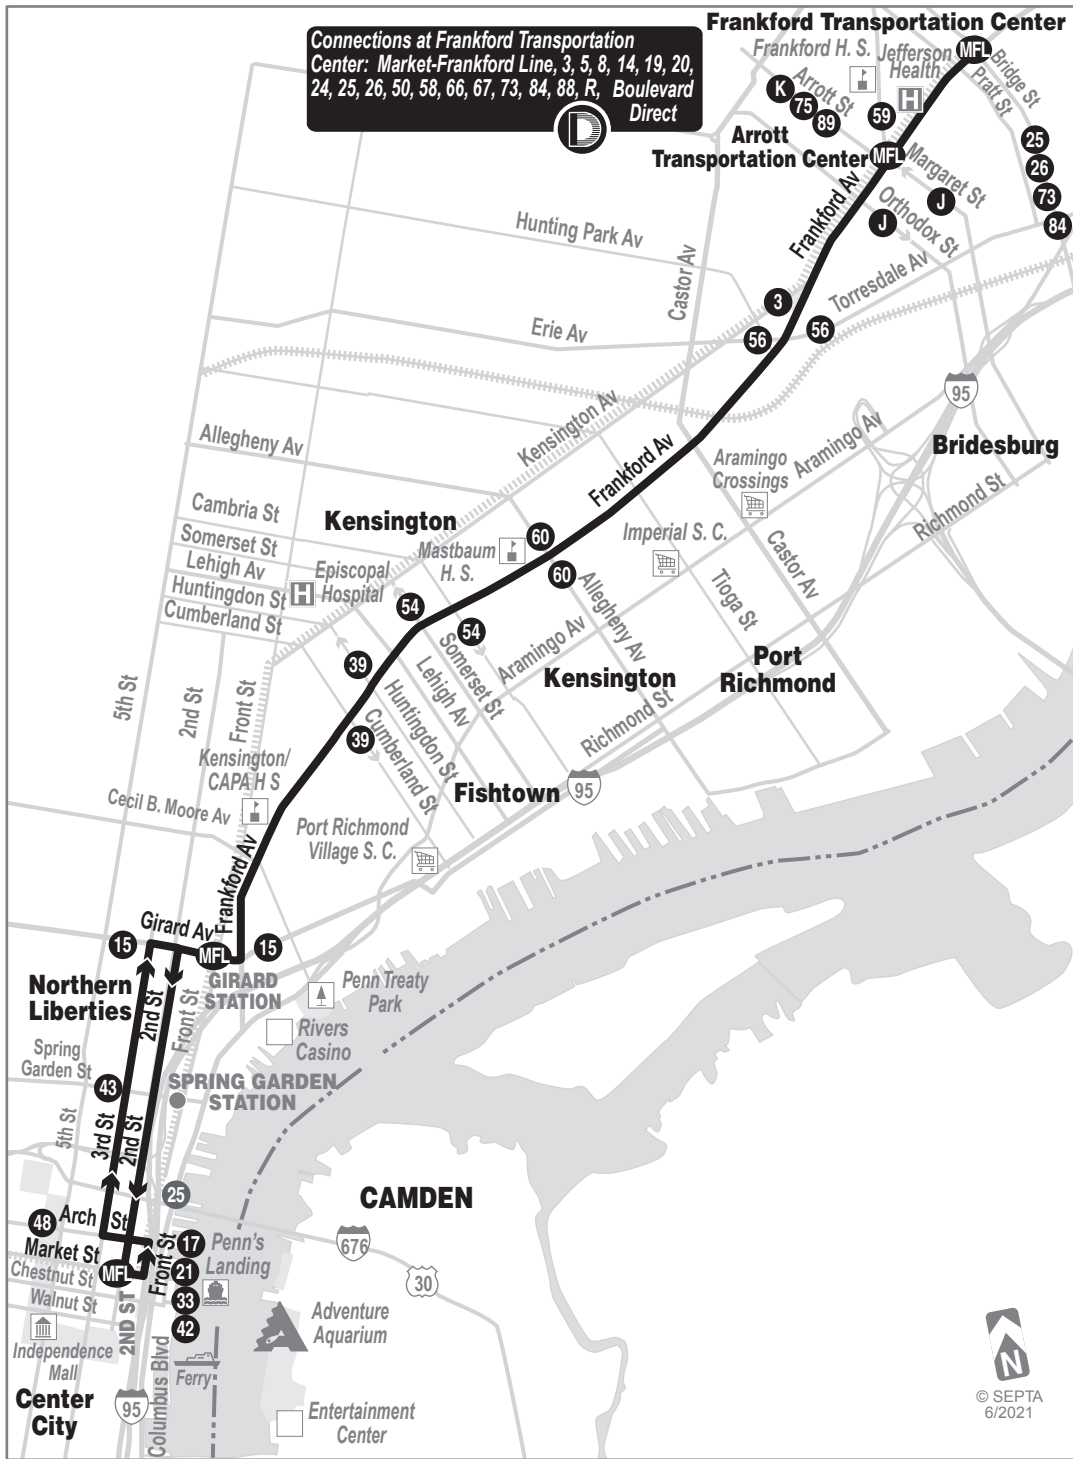 Frankford Transportation Center
Connections at Frankford Transportation
Center: Market-Frankford Line, 3, 5, 8, 14, 19, 20,
24, 25, 26, 50, 58, 66, 67, 73, 84, 88, R, Boulevard
Direct
D
Frankford H. S.
Jefferson
Health
H
MFL
Bridge St
Pratt St
K
75
89
Arrott St
59
Arrott
Transportation Center
MFL
Margaret St
Orthodox St
J
J
25
26
73
84
Frankford Av
Hunting Park Av
Castor Av
Torresdale Av
3
56
56
Erie Av
95
Kensington Av
Allegheny Av
Frankford Av
Aramingo
Crossings
Aramingo Av
Bridesburg
Richmond St
Cambria St
Somerset St
Lehigh Av
Huntingdon St
Cumberland St
Kensington
Mastbaum
H. S.
60
60
Imperial S. C.
Episcopal
Hospital
H
54
54
Allegheny Av
Tioga St
Castor Av
Aramingo Av
Somerset St
Lehigh Av
Huntingdon St
Cumberland St
39
39
Kensington
Port
Richmond
Richmond St
5th St
2nd St
Front St
Kensington/
CAPA H S
Cecil B. Moore Av
Fishtown
95
Port Richmond
Village S. C.
Frankford Av
Girard Av
15
MFL
15
GIRARD
STATION
Northern
Liberties
2nd St
Front St
Penn Treaty
Park
Rivers
Casino
Spring
Garden St
43
SPRING GARDEN
STATION
5th St
3rd St
2nd St
25
CAMDEN
48
Arch St
Market St
Chestnut St
Walnut St
MFL
Front St
17
21
33
42
Penn's
Landing
676
30
Adventure
Aquarium
Independence
Mall
2ND ST
Columbus Blvd
Ferry
Center
City
95
Entertainment
Center
N
© SEPTA
6/2021